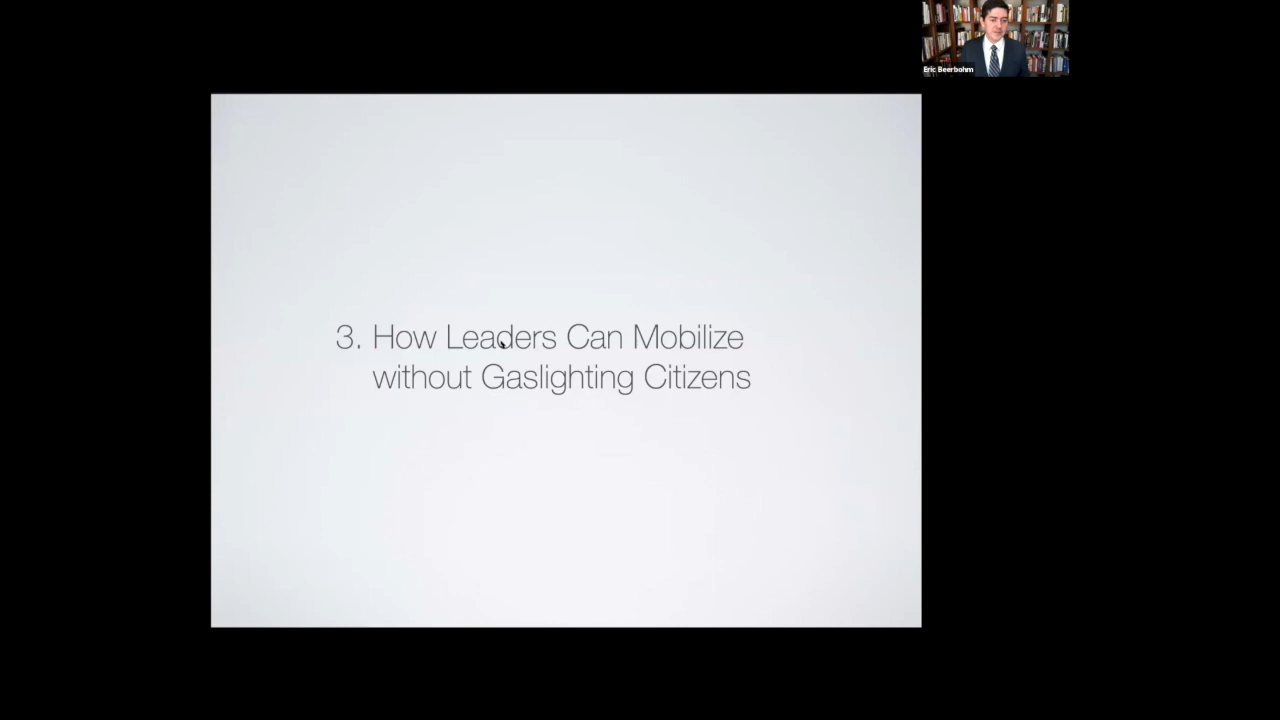 Eric Beerbohm
3. How Leaders Can Mobilize
without Gaslighting Citizens